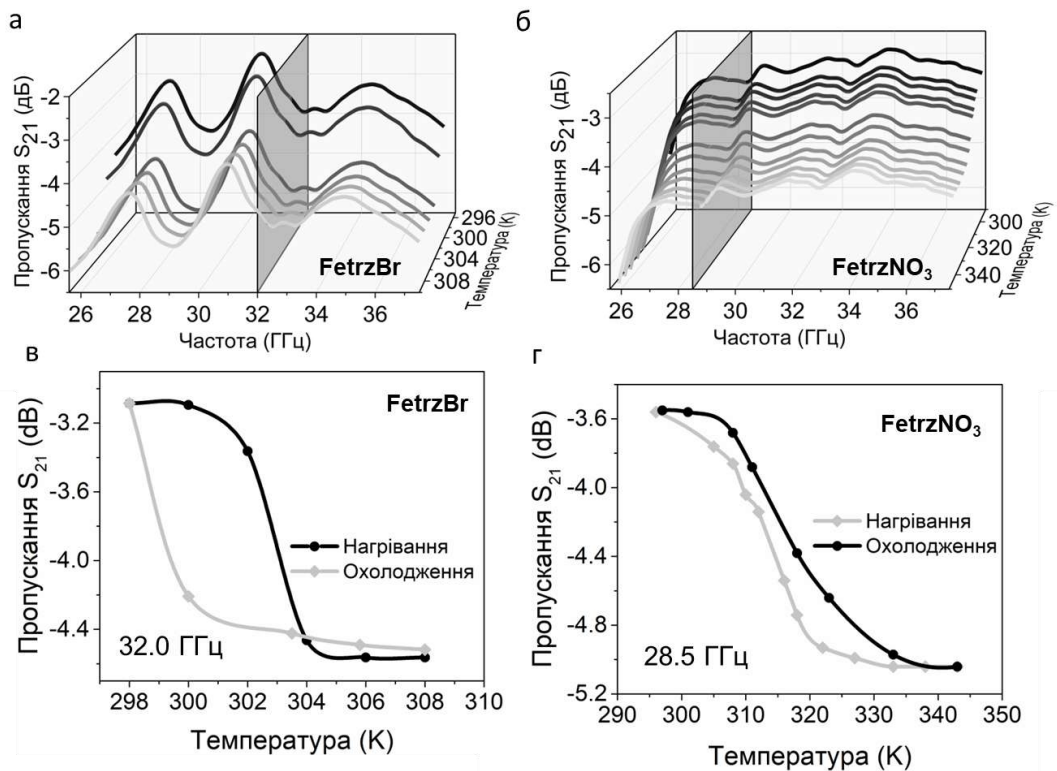 а
Пропускання S21 (дБ)
-2
-3
-4
-5
-6
26 28 30 32 34 36
Частота (ГГц)
296
300
304
308
Температура (K)
FetrzBr
б
Пропускання S21 (дБ)
-3
-4
-5
-6
26 28 30 32 34 36
Частота (ГГц)
300
320
340
Температура (K)
FetrzNO3
в
Пропускання S21 (dB)
-3.2
-3.6
-4.0
-4.4
FetrzBr
Нагрівання
Охолодження
32.0 ГГц
298 300 302 304 306 308 310
Температура (K)
г
Пропускання S21 (dB)
-3.6
-4.0
-4.4
-4.8
-5.2
FetrzNO3
Нагрівання
Охолодження
28.5 ГГц
290 300 310 320 330 340 350
Температура (K)